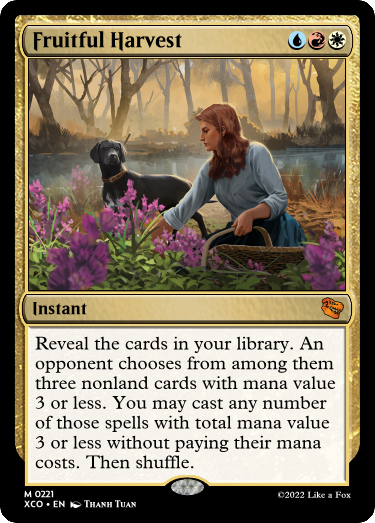 Fruitful Harvest
Instant
Reveal the cards in your library. An
opponent chooses from among them
three nonland cards with mana value
3 or less. You may cast any number
of those spells with total mana value
3 or less without paying their mana
costs. Then shuffle.
M 0221
XCO • EN Thanh Tuan
©2022 Like a Fox